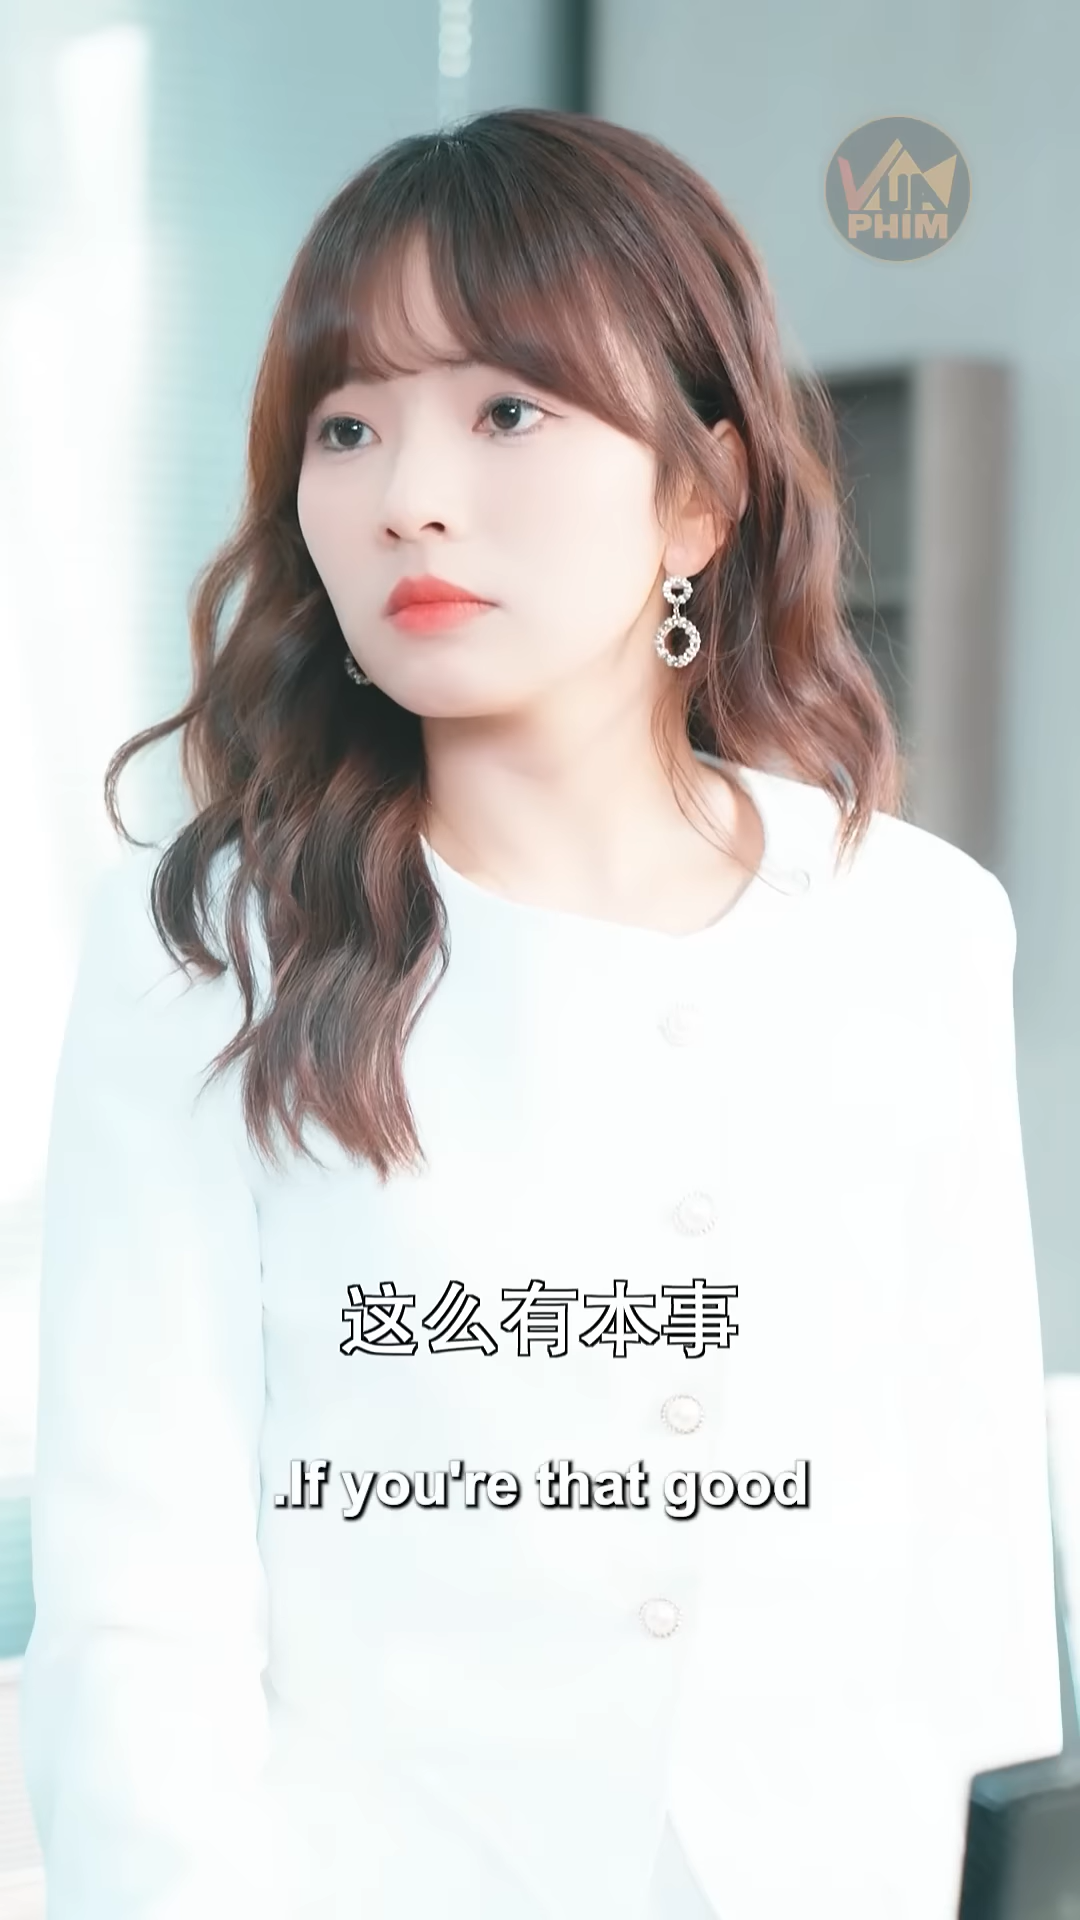 VUA
PHIM
这么有本事
.If you're that good